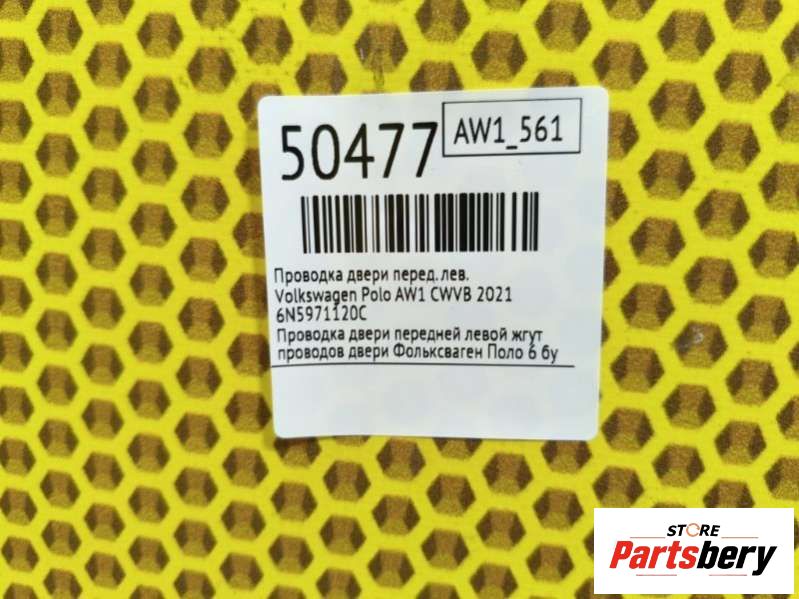 50477
AW1_561
Проводка двери перед. лев.
Volkswagen Polo AW1 CWVB 2021
6N5971120C
Проводка двери передней левой жгут
проводов двери Фольксваген Поло 6 бу
STORE
Partsbery